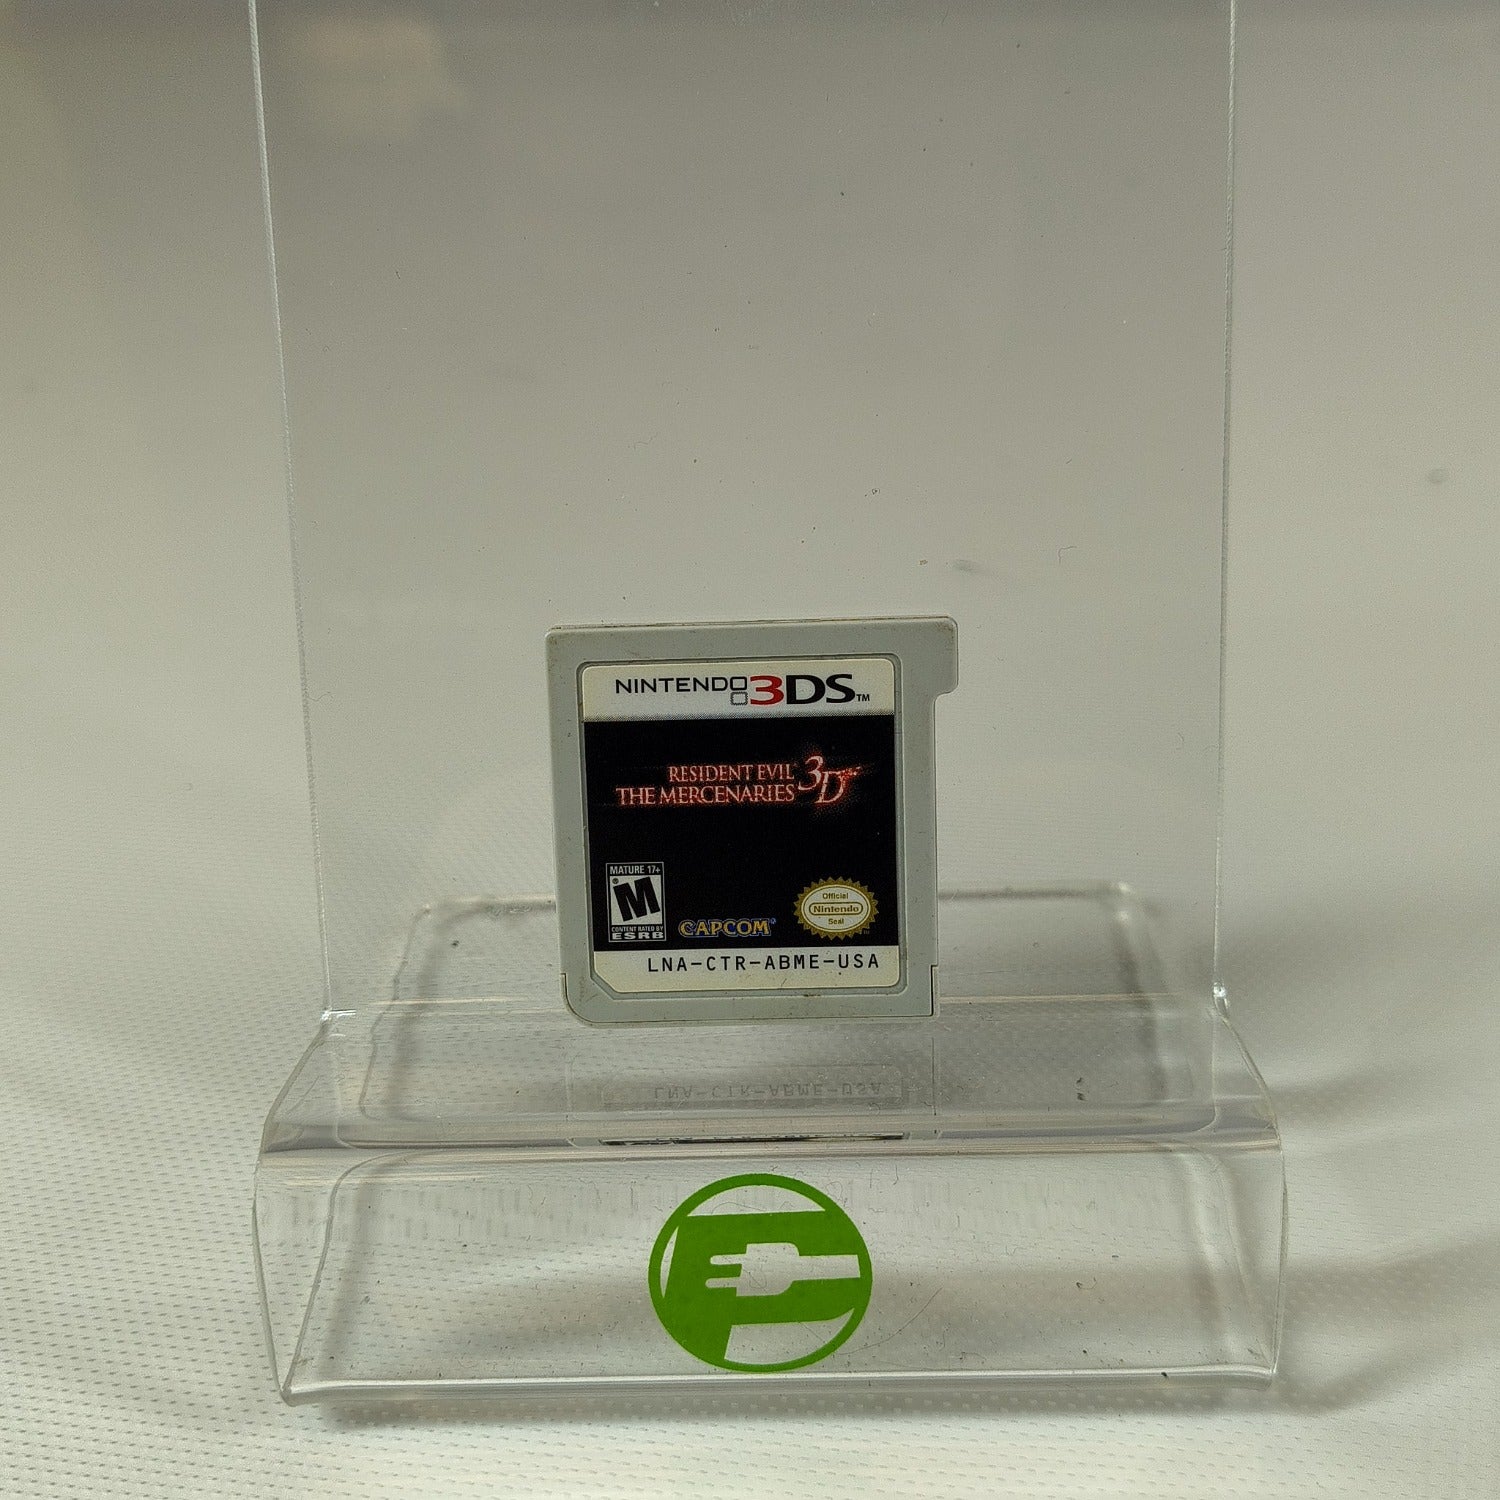 NINTENDO 3DS™
RESIDENT EVIL 3D
THE MERCENARIES
MATURE 17+
M
CONTENT RATED BY
ESRB
CAPCOM
Official
Nintendo
Seal
LNA-CTR-ABME-USA